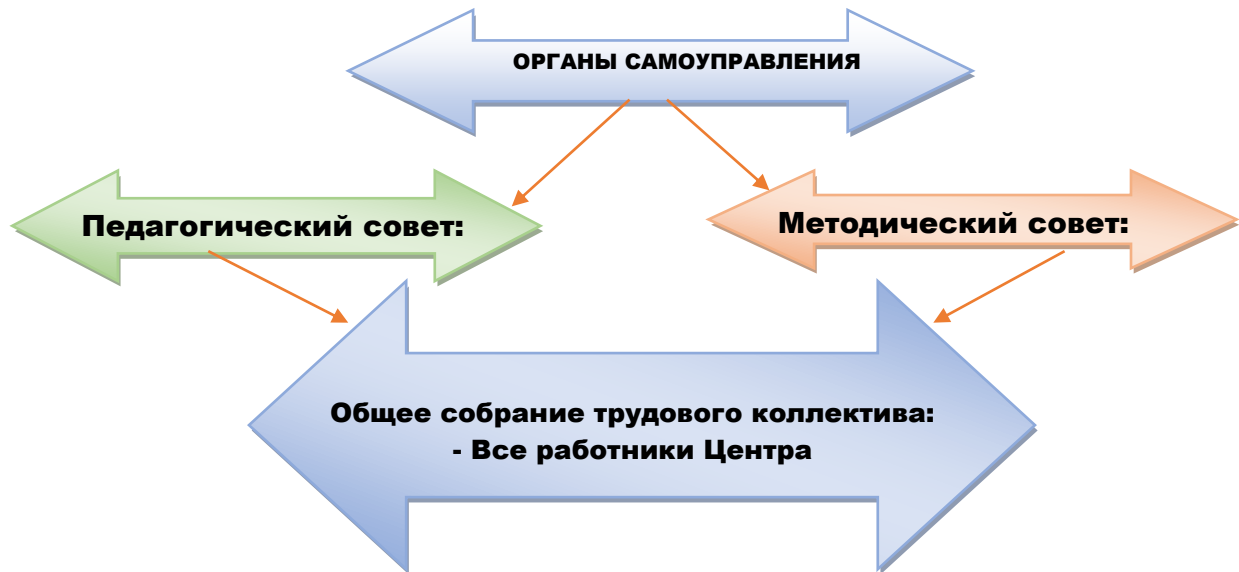 ОРГАНЫ САМОУПРАВЛЕНИЯ
Педагогический совет:
Методический совет:
Общее собрание трудового коллектива:
- Все работники Центра